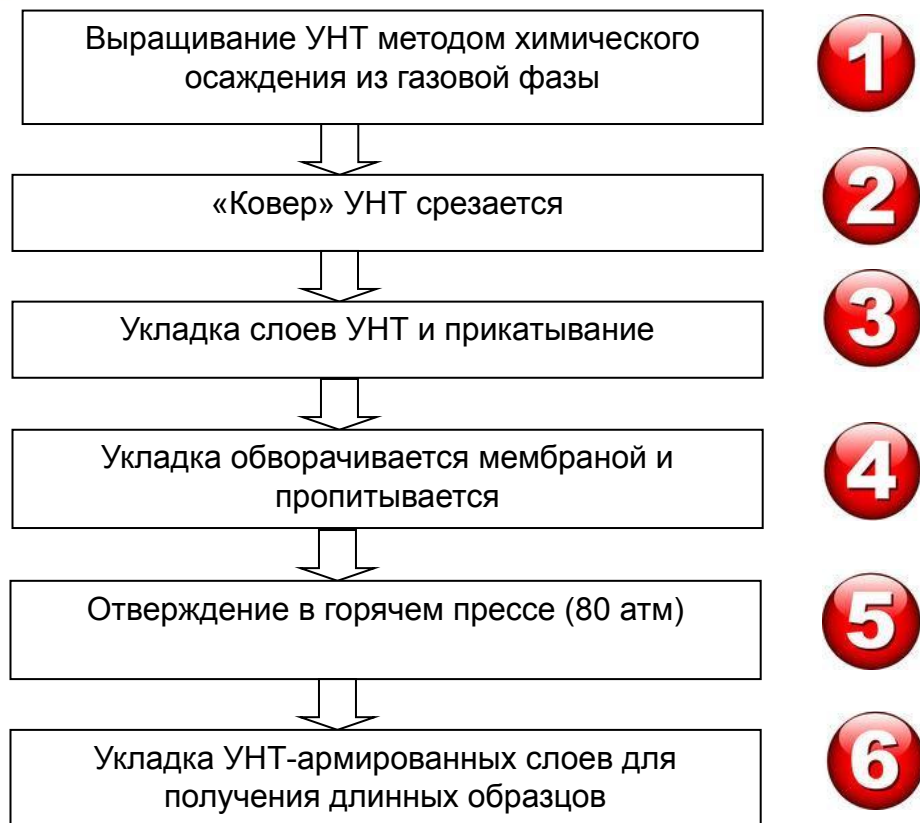 Выращивание УНТ методом химического
осаждения из газовой фазы
1
«Ковер» УНТ срезается
2
Укладка слоев УНТ и прикатывание
3
Укладка обворачивается мембраной и
пропитывается
4
Отверждение в горячем прессе (80 атм)
5
Укладка УНТ-армированных слоев для
получения длинных образцов
6